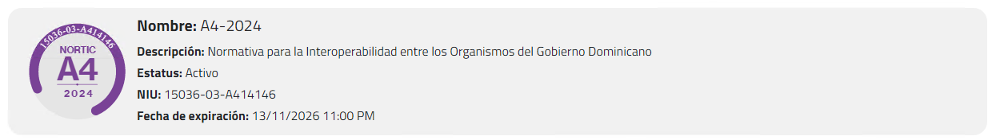 15036-03-A414146
NORTIC
A4
2024
Nombre: A4-2024
Descripción: Normativa para la Interoperabilidad entre los Organismos del Gobierno Dominicano
Estatus: Activo
NIU: 15036-03-A414146
Fecha de expiración: 13/11/2026 11:00 PM